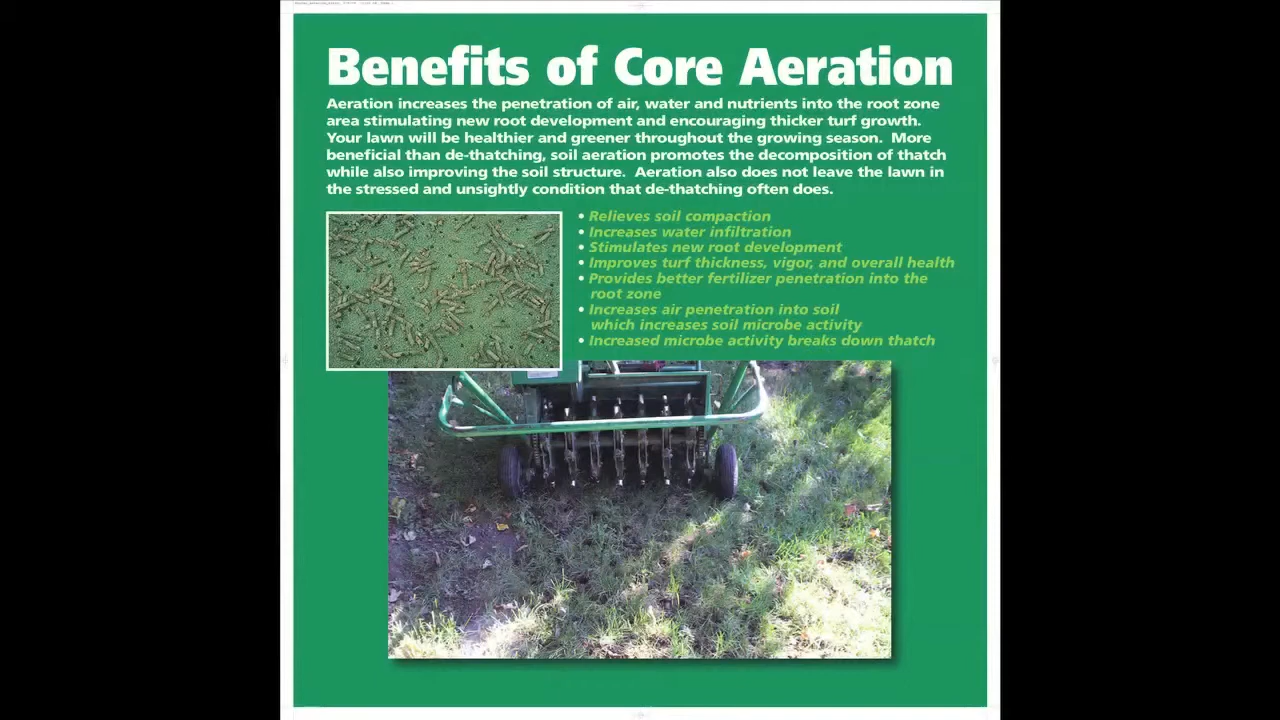 Benefits of Core Aeration
Aeration increases the penetration of air, water and nutrients into the root zone
area stimulating new root development and encouraging thicker turf growth.
Your lawn will be healthier and greener throughout the growing season.  More
beneficial than de-thatching, soil aeration promotes the decomposition of thatch
while also improving the soil structure.  Aeration also does not leave the lawn in
the stressed and unsightly condition that de-thatching often does.
• Relieves soil compaction
• Increases water infiltration
• Stimulates new root development
• Improves turf thickness, vigor, and overall health
• Provides better fertilizer penetration into the
root zone
• Increases air penetration into soil
which increases soil microbe activity
• Increased microbe activity breaks down thatch